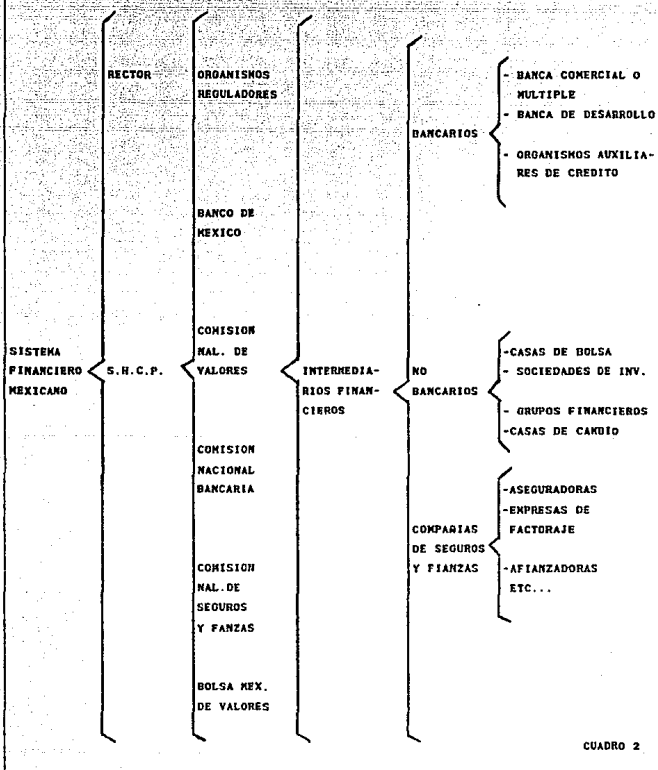 SISTEMA
FINANCIERO
MEXICANO
RECTOR
S.H.C.P.
ORGANISMOS
REGULADORES
BANCO DE
MEXICO
COMISION
NAL. DE
VALORES
COMISION
NACIONAL
BANCARIA
COMISION
NAL. DE
SEGUROS
Y FANZAS
BOLSA MEX.
DE VALORES
INTERMEDIA-
RIOS FINAN-
CIEROS
BANCARIOS
- BANCA COMERCIAL O
MULTIPLE
- BANCA DE DESARROLLO
- ORGANISMOS AUXILIA-
RES DE CREDITO
NO
BANCARIOS
-CASAS DE BOLSA
- SOCIEDADES DE INV.
- GRUPOS FINANCIEROS
-CASAS DE CAMBIO
COMPAÑIAS
DE SEGUROS
Y FIANZAS
-ASEGURADORAS
-EMPRESAS DE
FACTORAJE
-AFIANZADORAS
ETC...
CUADRO 2